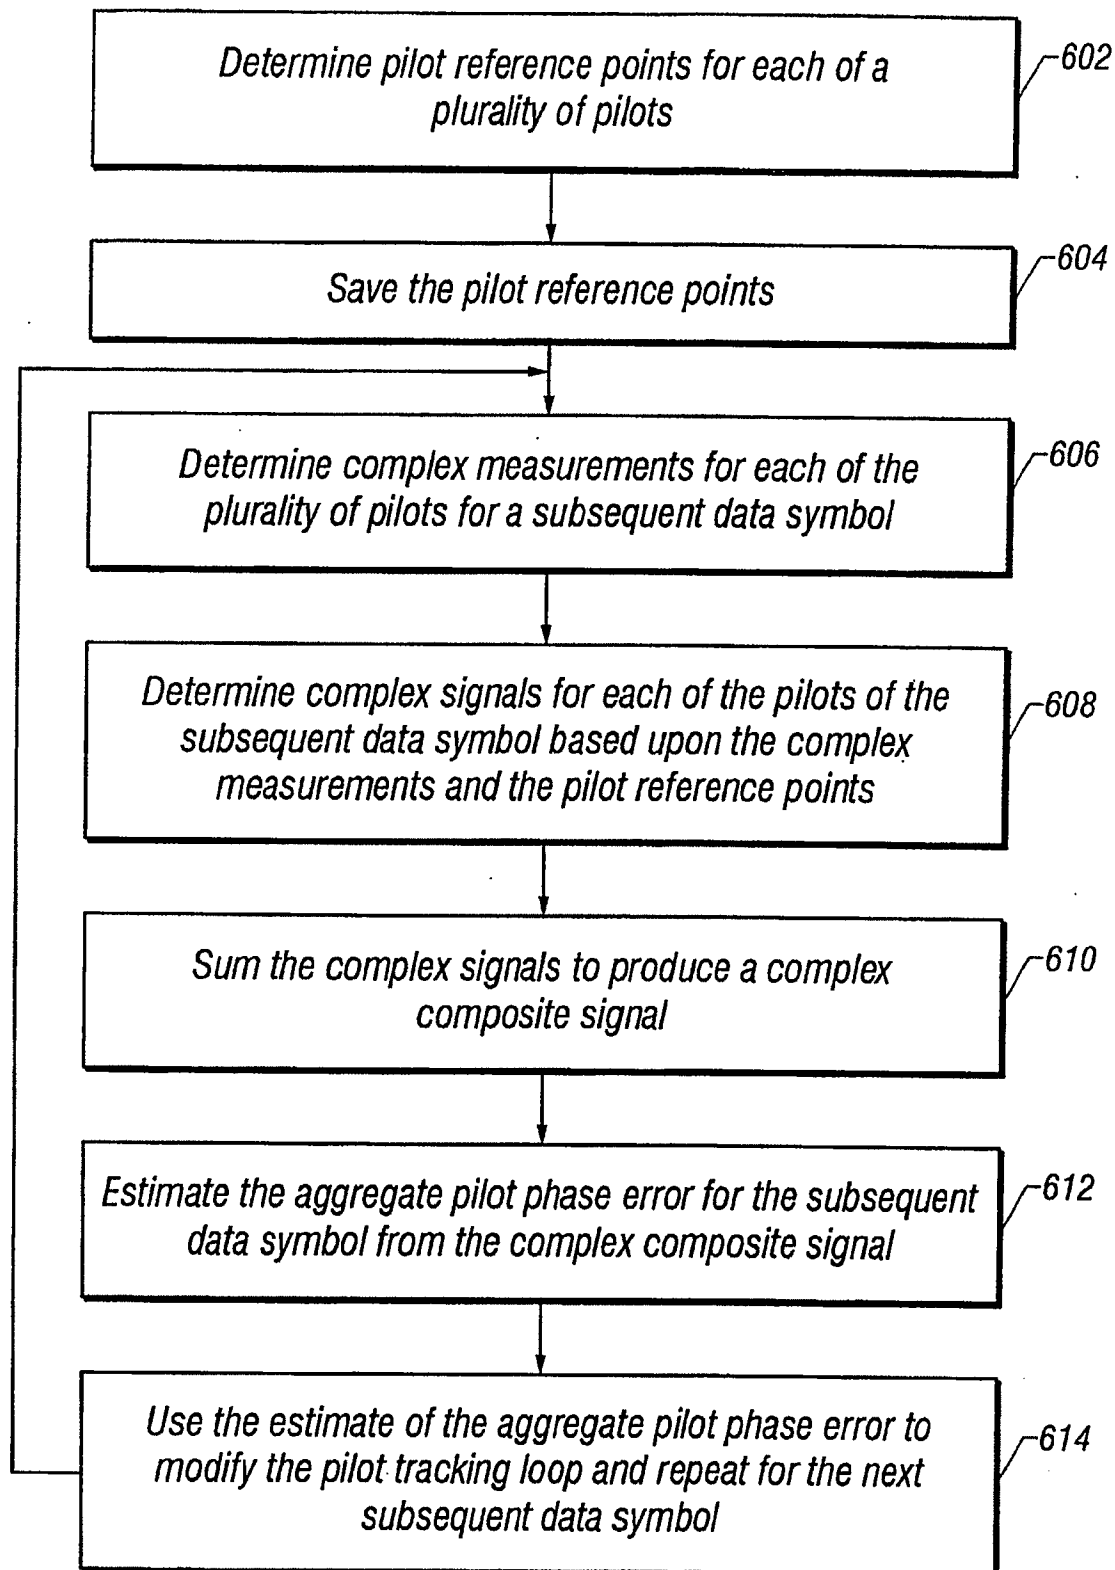 Determine pilot reference points for each of a
plurality of pilots
602
Save the pilot reference points
604
Determine complex measurements for each of the
plurality of pilots for a subsequent data symbol
606
Determine complex signals for each of the pilots of the
subsequent data symbol based upon the complex
measurements and the pilot reference points
608
Sum the complex signals to produce a complex
composite signal
610
Estimate the aggregate pilot phase error for the subsequent
data symbol from the complex composite signal
612
Use the estimate of the aggregate pilot phase error to
modify the pilot tracking loop and repeat for the next
subsequent data symbol
614